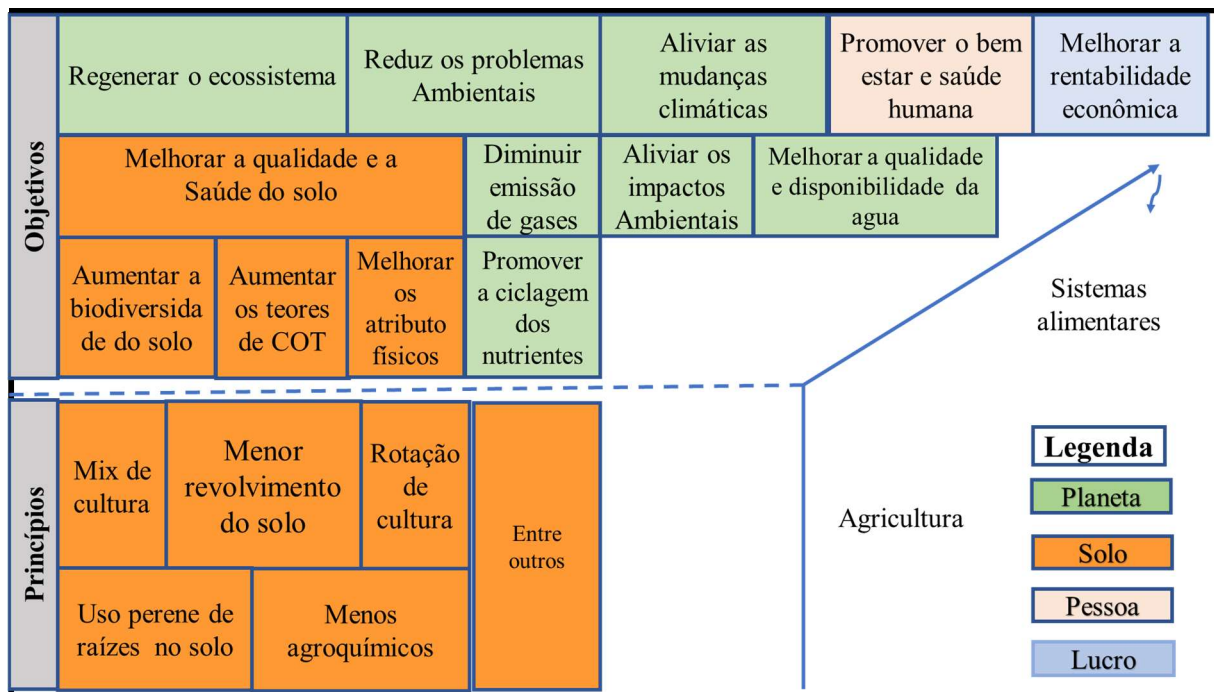 Objetivos
Regenerar o ecossistema
Reduz os problemas
Ambientais
Aliviar as
mudanças
climáticas
Promover o bem
estar e saúde
humana
Melhorar a
rentabilidade
econômica
Melhorar a qualidade e a
Saúde do solo
Diminuir
emissão
de gases
Aliviar os
impactos
Ambientais
Melhorar a qualidade
e disponibilidade da
agua
Aumentar a
biodiversida
de do solo
Aumentar
os teores
de COT
Melhorar
os
atributo
físicos
Promover
a ciclagem
dos
nutrientes
Sistemas
alimentares
Princípios
Mix de
cultura
Menor
revolvimento
do solo
Rotação
de
cultura
Entre
outros
Uso perene de
raízes no solo
Menos
agroquímicos
Agricultura
Legenda
Planeta
Solo
Pessoa
Lucro